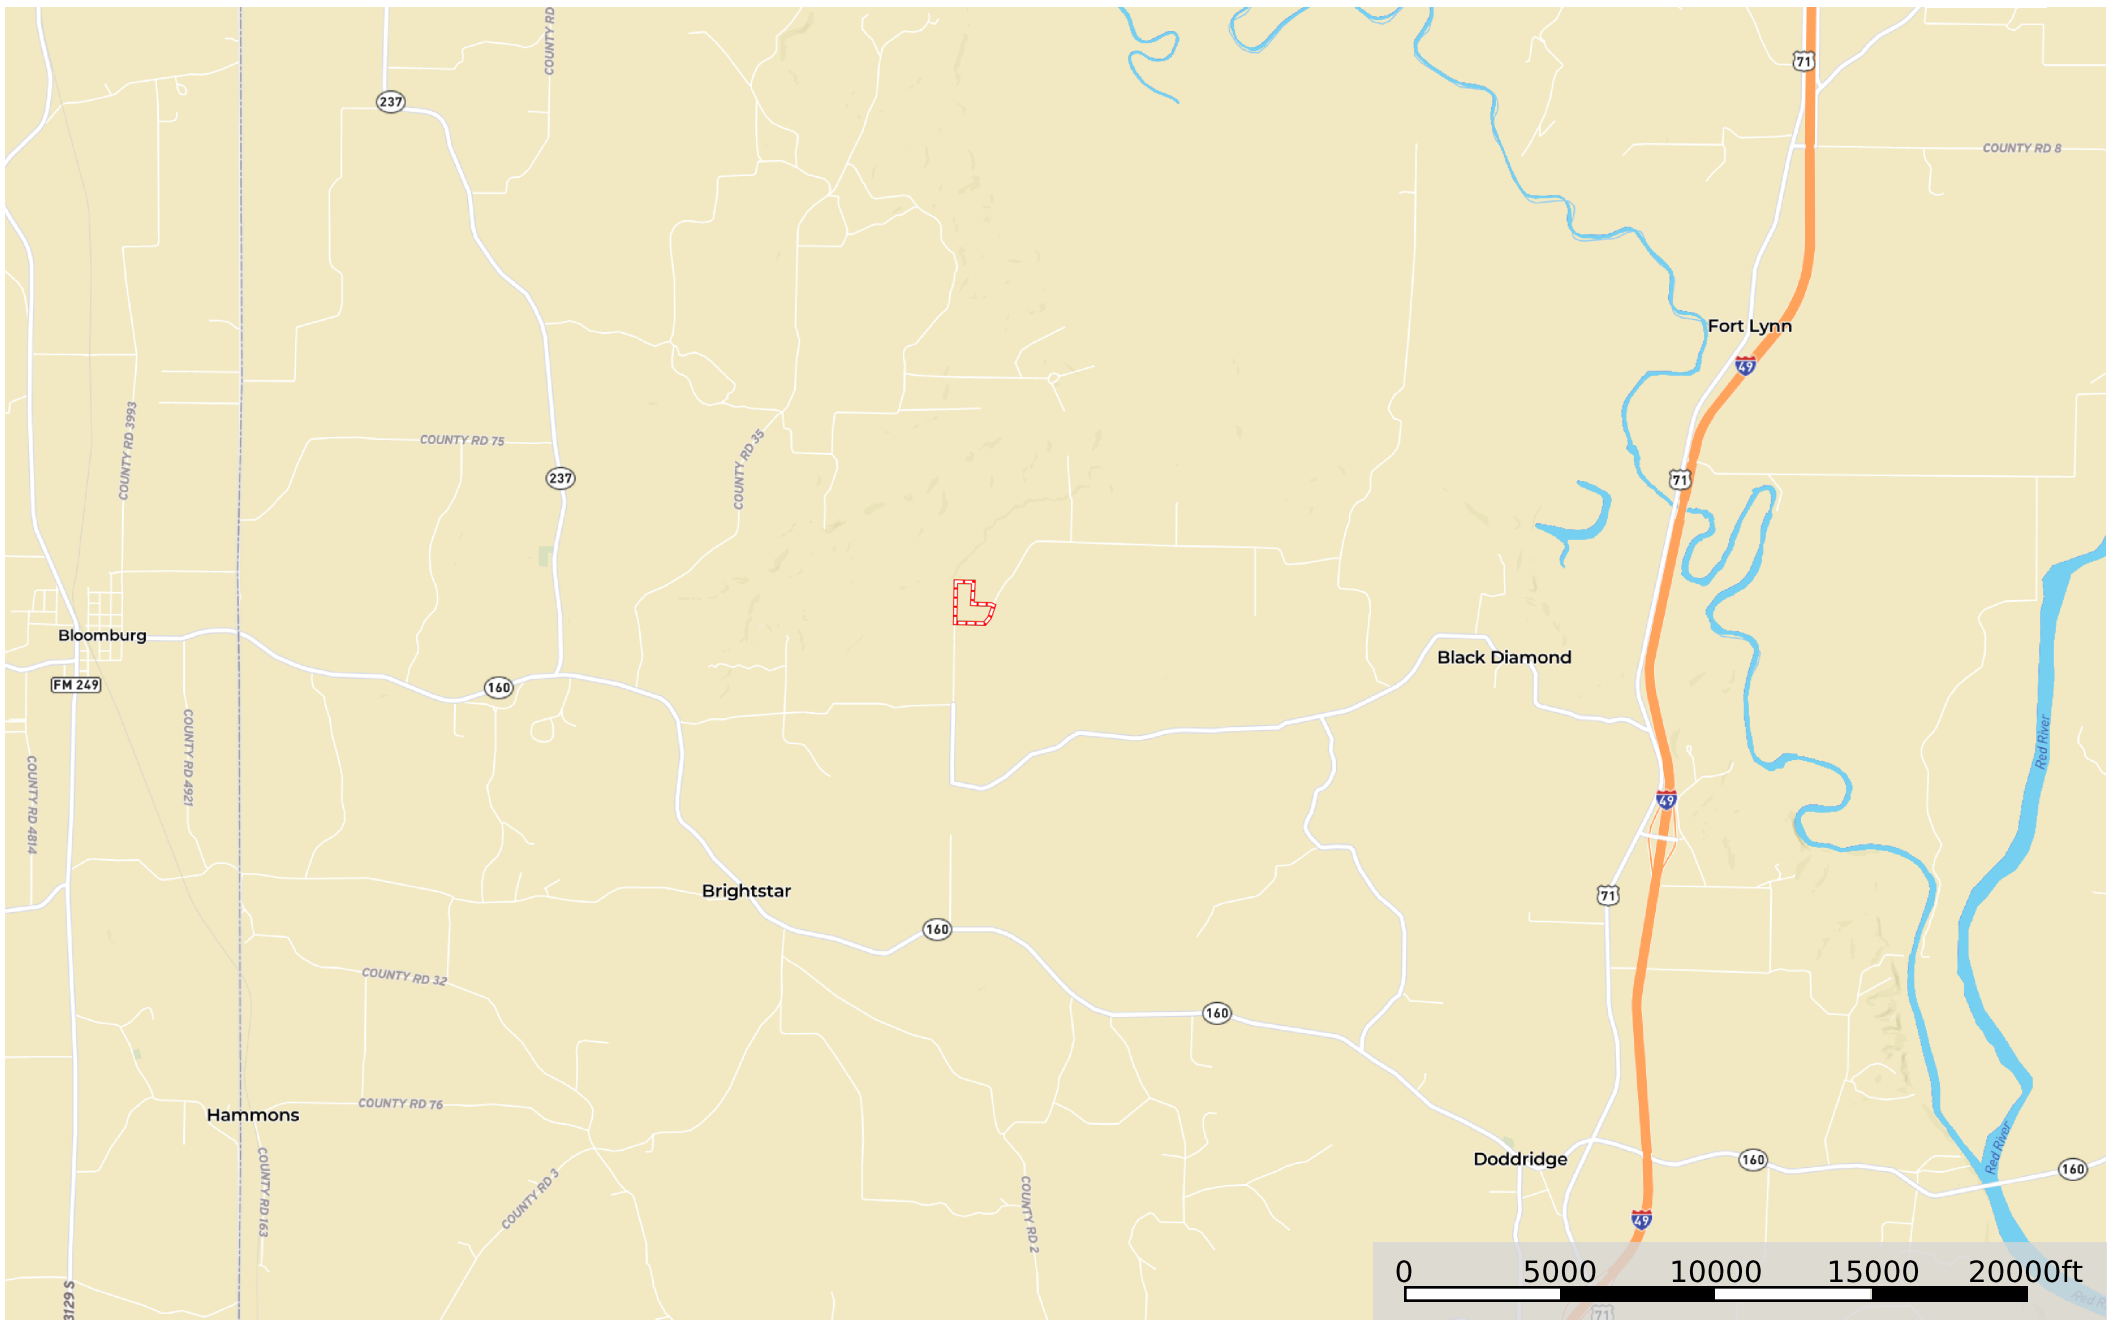 COUNTY RD
71
237
COUNTY RD 8
Fort Lynn
49
COUNTY RD 3993
COUNTY RD 75
COUNTY RD 35
237
71
Bloomburg
Black Diamond
FM 249
160
COUNTY RD 4921
COUNTY RD 4814
Red River
49
Brightstar
71
160
COUNTY RD 32
160
COUNTY RD 76
Hammons
COUNTY RD 163
COUNTY RD 3
COUNTY RD 2
Doddridge
160
Red River
160
49
3129 S
0 5000 10000 15000 20000ft
Red R
71